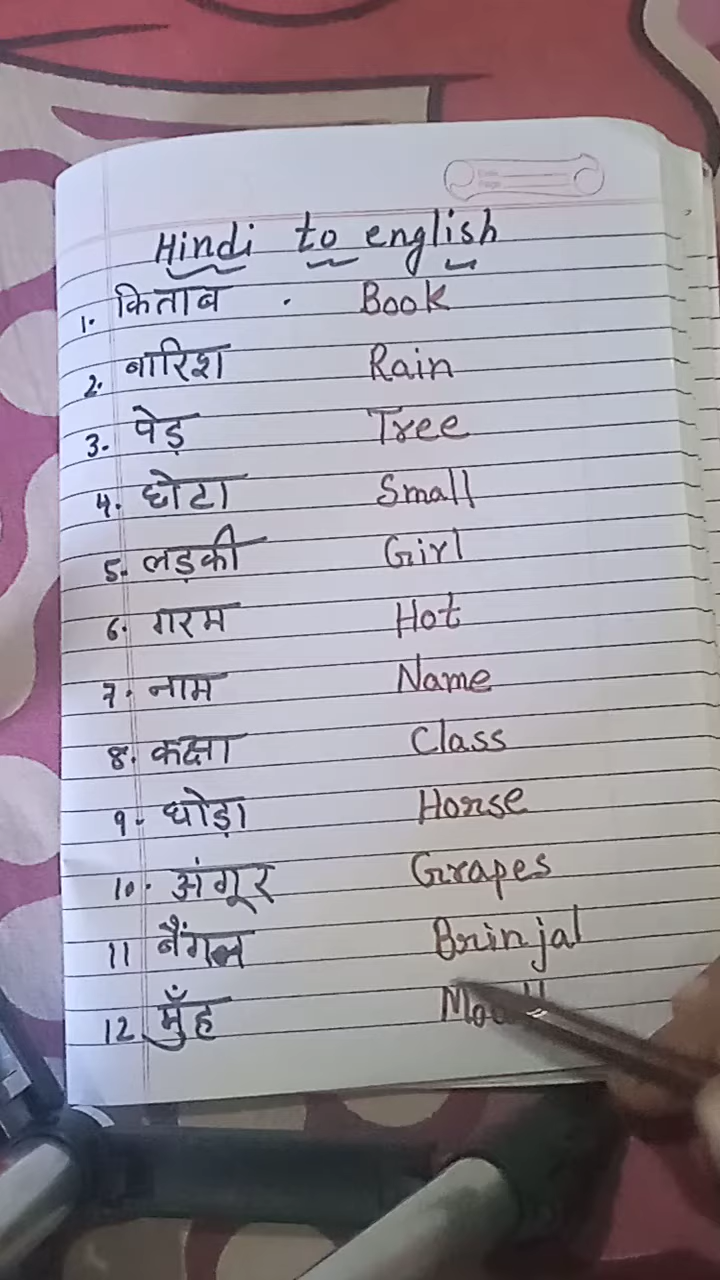 Hindi to english
1. किताब . Book
2. बारिश Rain
3. पेड़ Tree
4. छोटा Small
5. लड़की Girl
6. गरम Hot
7. नाम Name
8. कक्षा Class
9. घोड़ा Horse
10. अंगूर Grapes
11 बैंगल Brinjal
12 मुँह